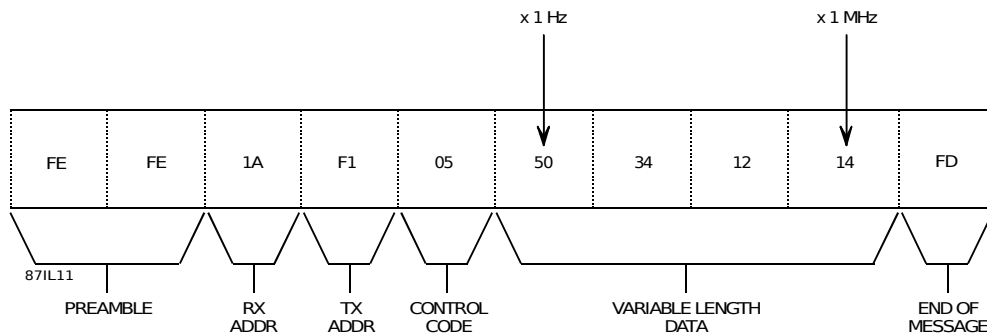 x 1 Hz x 1 MHz
FE FE 1A F1 05 50 34 12 14 FD
87IL11
PREAMBLE RX TX CONTROL VARIABLE LENGTH END OF
ADDR ADDR CODE DATA MESSAGE